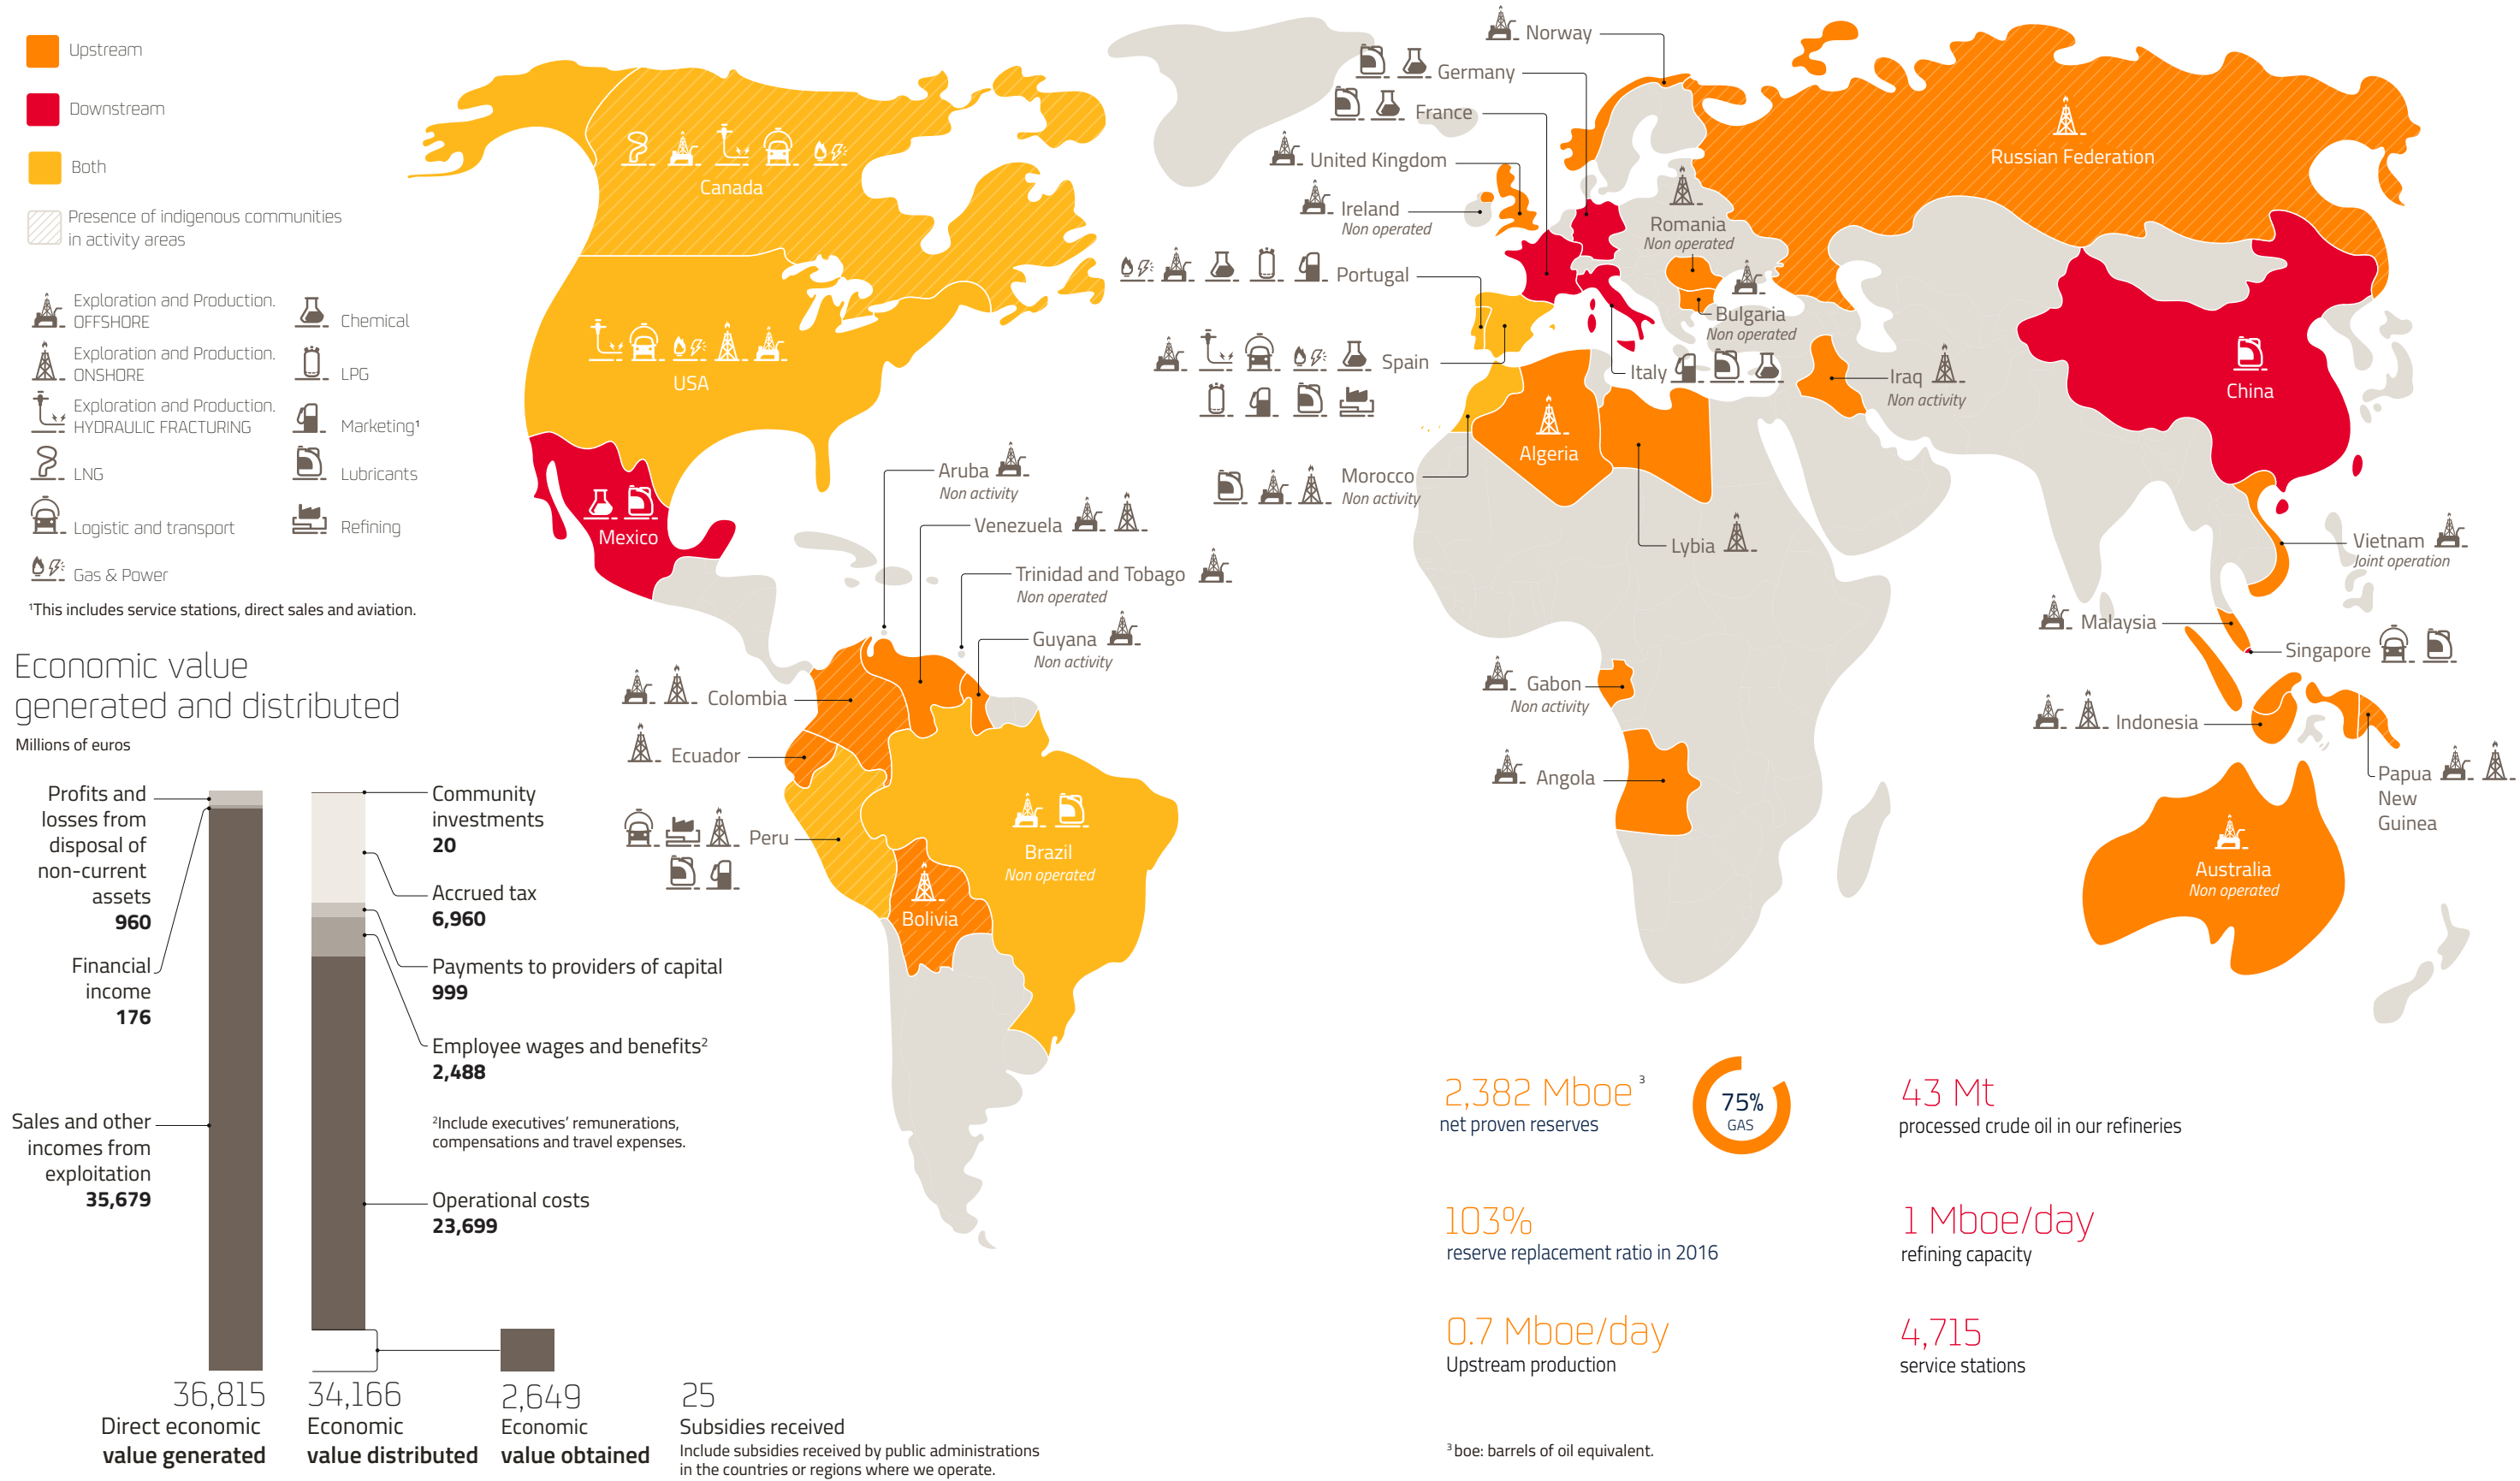 Upstream
Downstream
Both
Presence of indigenous communities
in activity areas
Exploration and Production.
OFFSHORE
Exploration and Production.
ONSHORE
Exploration and Production.
HYDRAULIC FRACTURING
LNG
Logistic and transport
Gas & Power
Chemical
LPG
Marketing¹
Lubricants
Refining
¹This includes service stations, direct sales and aviation.
Canada
USA
Mexico
Aruba
Non activity
Venezuela
Trinidad and Tobago
Non operated
Guyana
Non activity
Colombia
Ecuador
Peru
Brazil
Non operated
Bolivia
Norway
Germany
France
United Kingdom
Ireland
Non operated
Portugal
Spain
Morocco
Non activity
Romania
Non operated
Bulgaria
Non operated
Italy
Iraq
Non activity
Algeria
Lybia
Gabon
Non activity
Angola
Russian Federation
China
Vietnam
Joint operation
Malaysia
Singapore
Indonesia
Papua
New
Guinea
Australia
Non operated
Economic value
generated and distributed
Millions of euros
Profits and
losses from
disposal of
non-current
assets
960
Financial
income
176
Sales and other
incomes from
exploitation
35,679
Community
investments
20
Accrued tax
6,960
Payments to providers of capital
999
Employee wages and benefits²
2,488
²Include executives’ remunerations,
compensations and travel expenses.
Operational costs
23,699
36,815
Direct economic
value generated
34,166
Economic
value distributed
2,649
Economic
value obtained
25
Subsidies received
Include subsidies received by public administrations
in the countries or regions where we operate.
2,382 Mboe ³
net proven reserves
75%
GAS
103%
reserve replacement ratio in 2016
0.7 Mboe/day
Upstream production
43 Mt
processed crude oil in our refineries
1 Mboe/day
refining capacity
4,715
service stations
³ boe: barrels of oil equivalent.